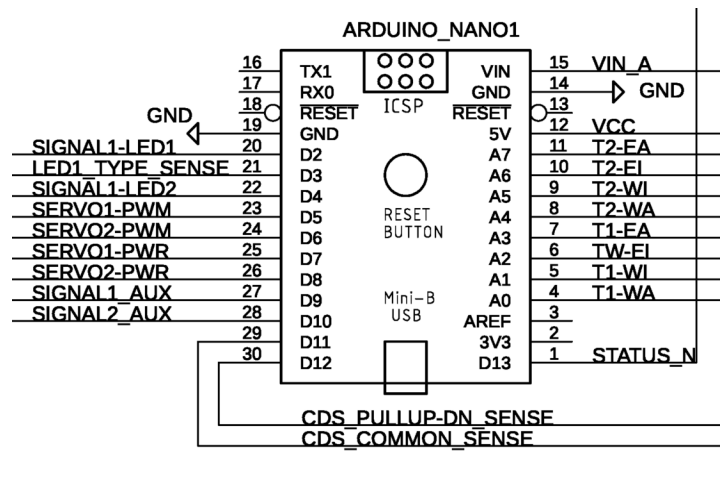 ARDUINO_NANO1
16 TX1 VIN 15 VIN_A
17 RX0 ICSP GND 14 GND
18 RESET RESET 13
GND 19 GND 5V 12 VCC
SIGNAL1-LED1 20 D2 A7 11 T2-EA
LED1_TYPE_SENSE 21 D3 A6 10 T2-EI
SIGNAL1-LED2 22 D4 A5 9 T2-WI
SERVO1-PWM 23 D5 RESET A4 8 T2-WA
SERVO2-PWM 24 D6 BUTTON A3 7 T1-EA
SERVO1-PWR 25 D7 A2 6 TW-EI
SERVO2-PWR 26 D8 A1 5 T1-WI
SIGNAL1_AUX 27 D9 Mini-B A0 4 T1-WA
SIGNAL2_AUX 28 D10 USB AREF 3
29 D11 3V3 2
30 D12 D13 1 STATUS_N
CDS_PULLUP-DN_SENSE
CDS_COMMON_SENSE